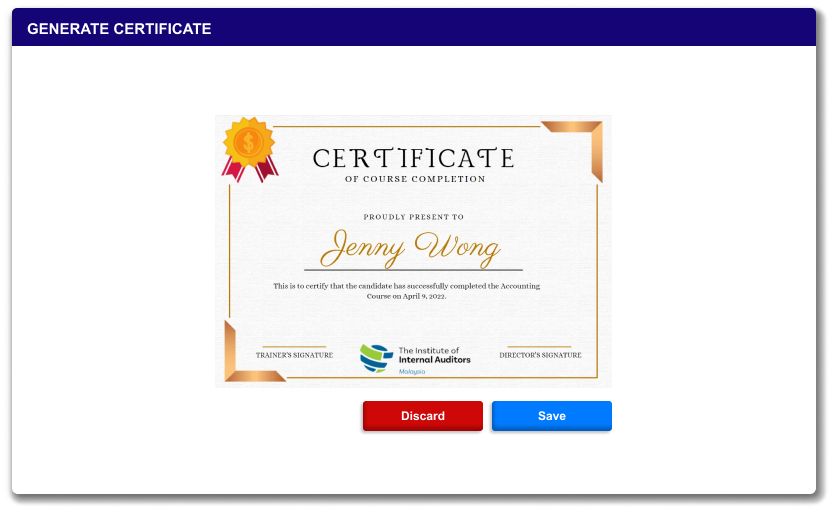 GENERATE CERTIFICATE
$
CERTIFICATE
OF COURSE COMPLETION
PROUDLY PRESENT TO
Jenny Wong
This is to certify that the candidate has successfully completed the Accounting
Course on April 9, 2022.
TRAINER'S SIGNATURE
The Institute of
Internal Auditors
Malaysia
DIRECTOR'S SIGNATURE
Discard
Save